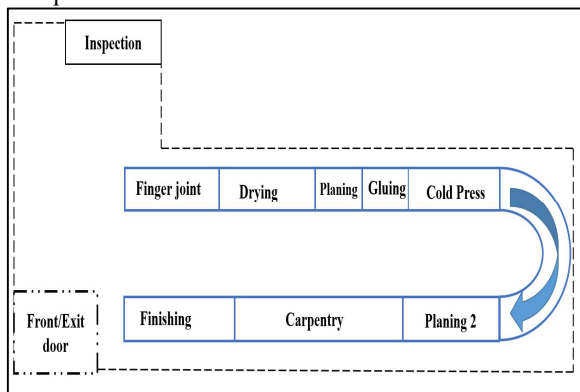 Inspection
Finger joint
Drying
Planing
Gluing
Cold Press
Front/Exit
door
Finishing
Carpentry
Planing 2